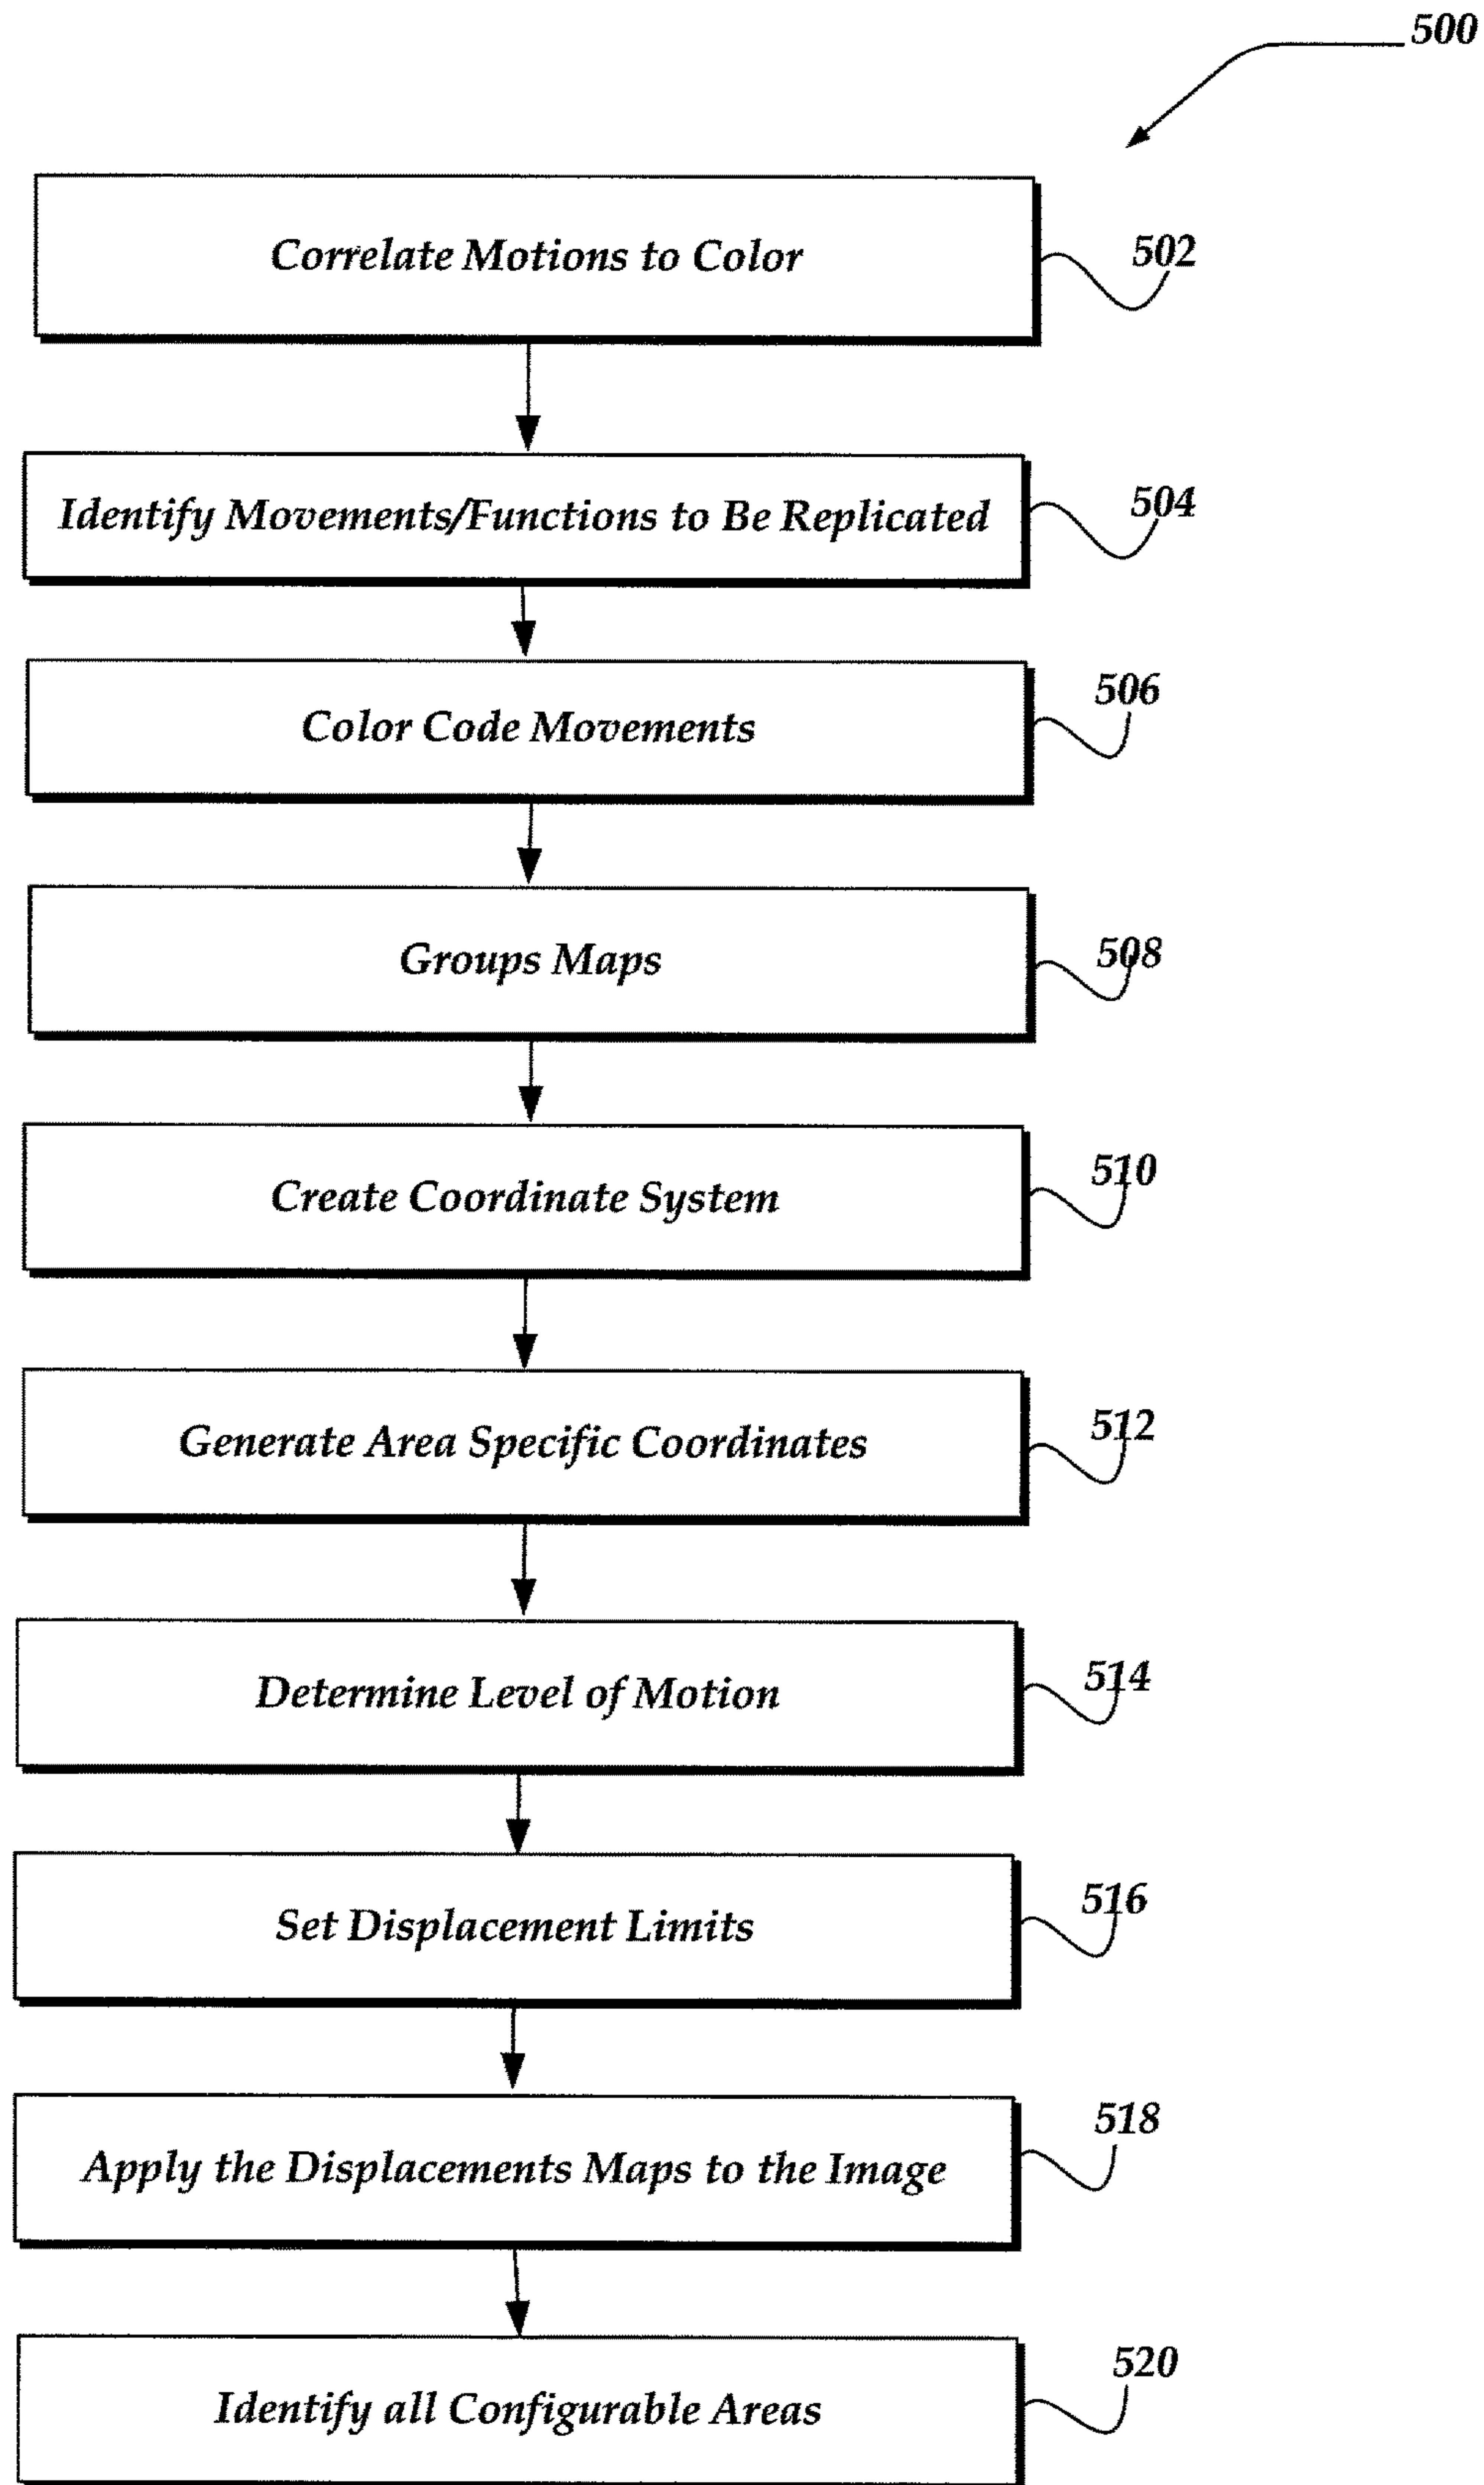 500
Correlate Motions to Color
502
Identify Movements/Functions to Be Replicated
504
Color Code Movements
506
Groups Maps
508
Create Coordinate System
510
Generate Area Specific Coordinates
512
Determine Level of Motion
514
Set Displacement Limits
516
Apply the Displacements Maps to the Image
518
Identify all Configurable Areas
520